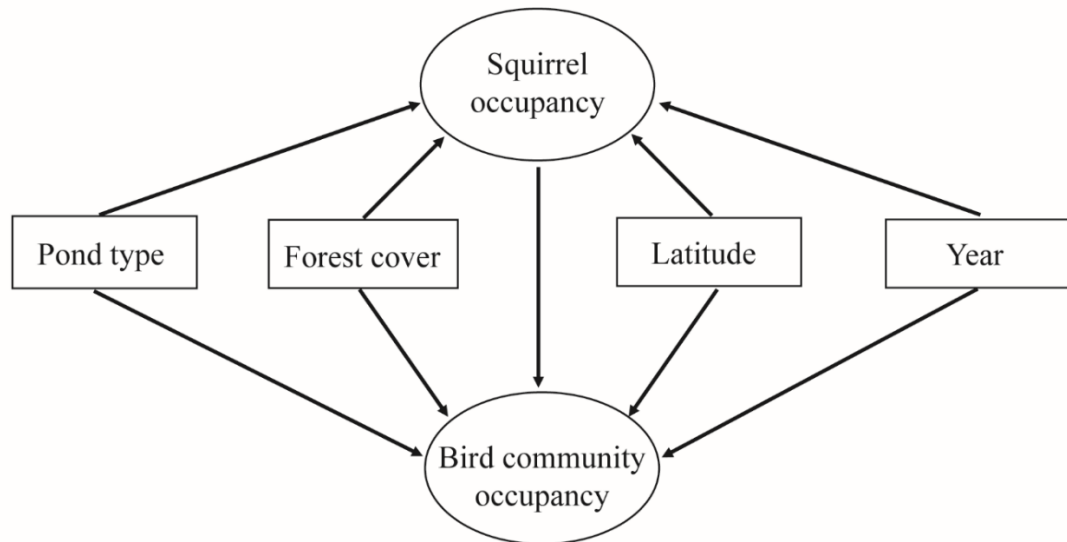 Squirrel
occupancy
Pond type
Forest cover
Latitude
Year
Bird community
occupancy